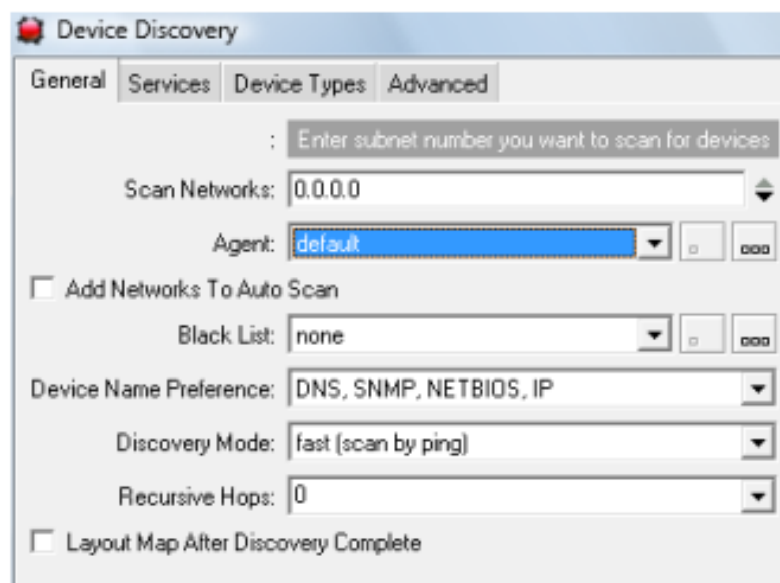 Device Discovery
General Services Device Types Advanced
: Enter subnet number you want to scan for devices
Scan Networks: 0.0.0.0
Agent: default
Add Networks To Auto Scan
Black List: none
Device Name Preference: DNS, SNMP, NETBIOS, IP
Discovery Mode: fast (scan by ping)
Recursive Hops: 0
Layout Map After Discovery Complete